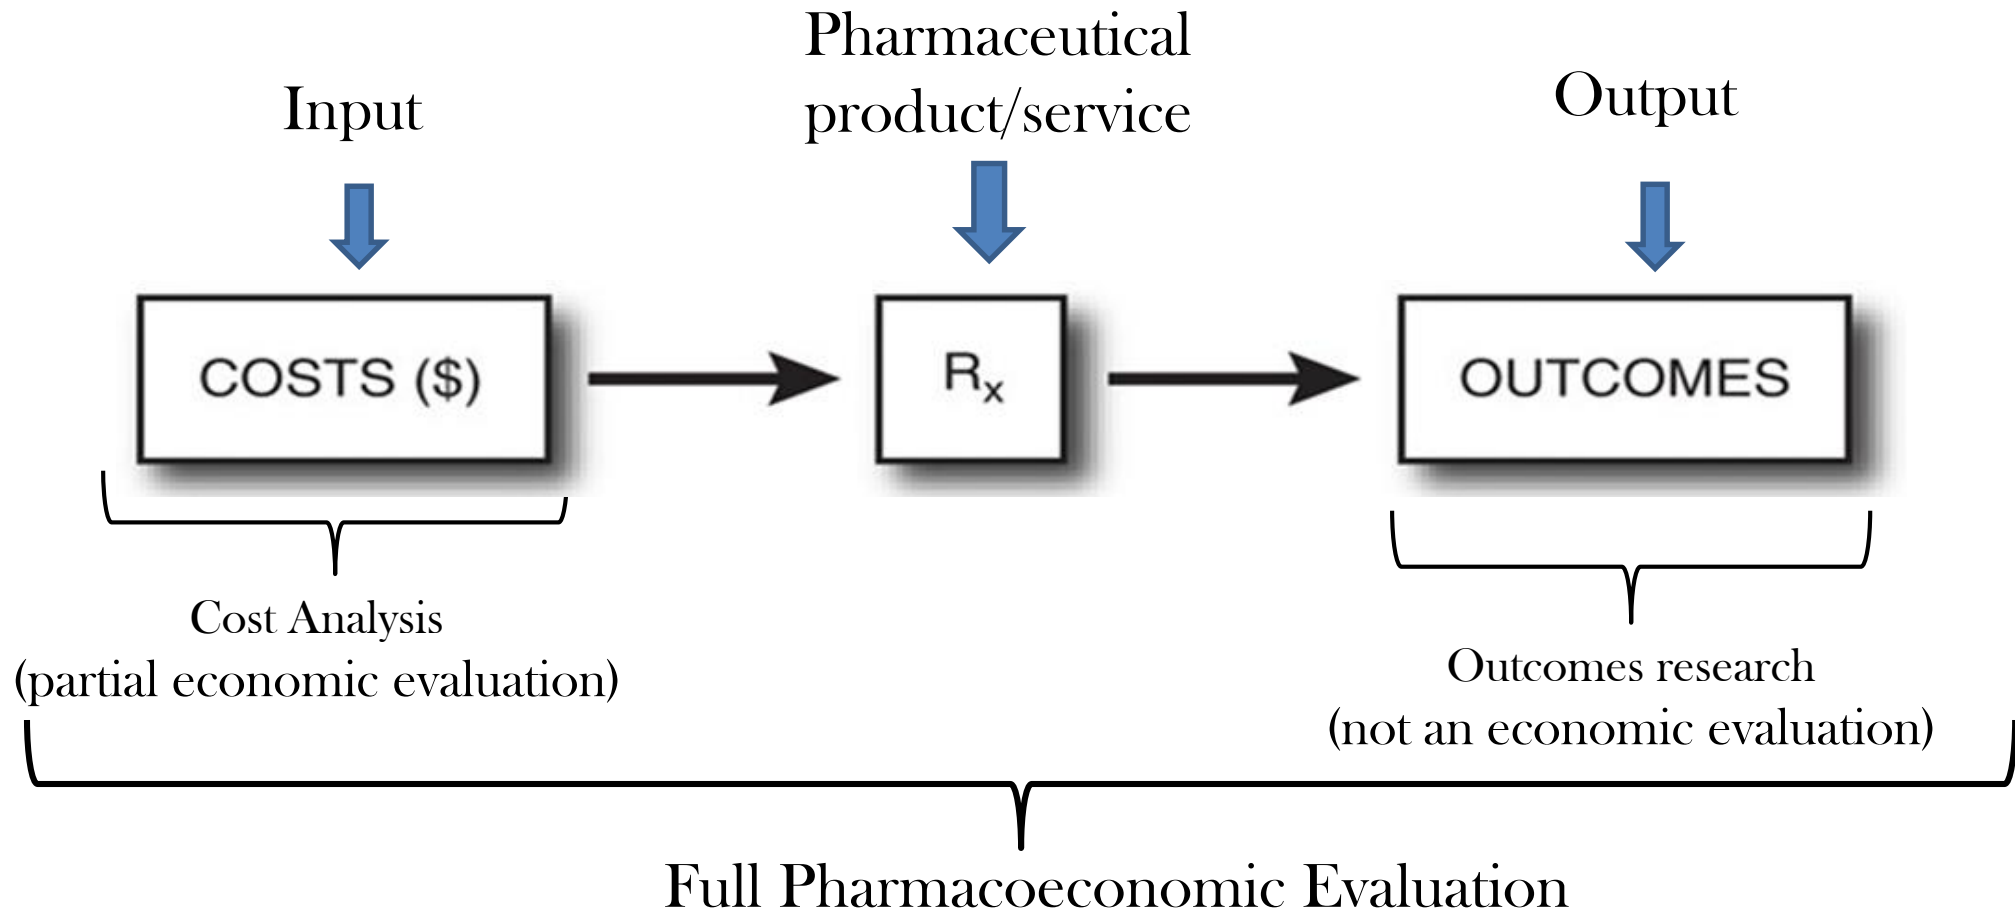 Input
Pharmaceutical
product/service
Output
COSTS ($)
Rx
OUTCOMES
Cost Analysis
(partial economic evaluation)
Outcomes research
(not an economic evaluation)
Full Pharmacoeconomic Evaluation